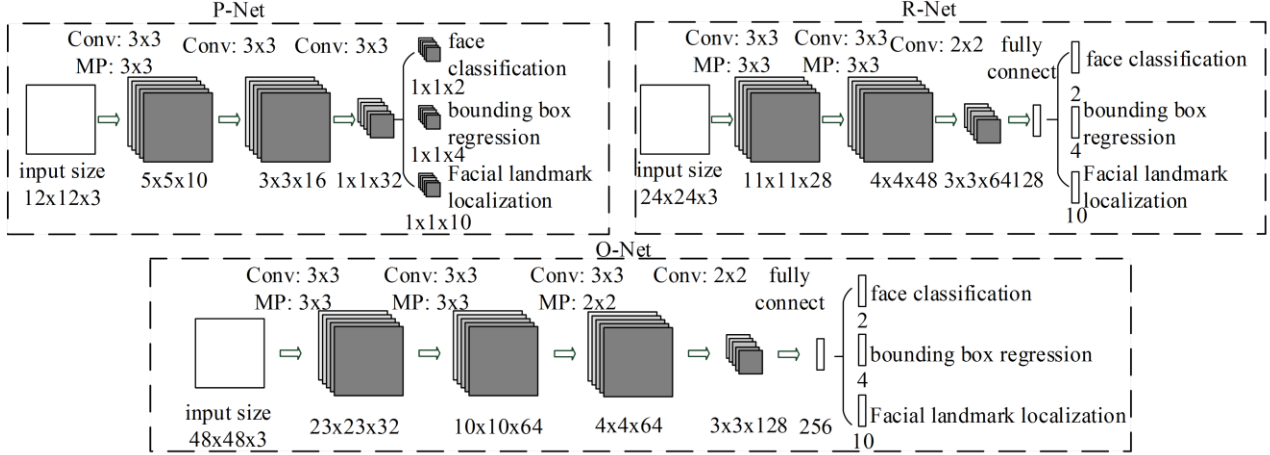 P-Net
Conv: 3x3 Conv: 3x3 Conv: 3x3
MP: 3x3
face
classification
1x1x2
bounding box
regression
1x1x4
Facial landmark
localization
1x1x10
input size
12x12x3
5x5x10
3x3x16
1x1x32
R-Net
Conv: 3x3 Conv: 3x3 Conv: 2x2 fully
MP: 3x3 MP: 3x3 connect
face classification
2
bounding box
regression
4
Facial landmark
localization
10
input size
24x24x3
11x11x28
4x4x48
3x3x64
128
O-Net
Conv: 3x3 Conv: 3x3 Conv: 3x3 Conv: 2x2 fully
MP: 3x3 MP: 3x3 MP: 2x2 connect
face classification
2
bounding box regression
4
Facial landmark localization
10
input size
48x48x3
23x23x32
10x10x64
4x4x64
3x3x128
256